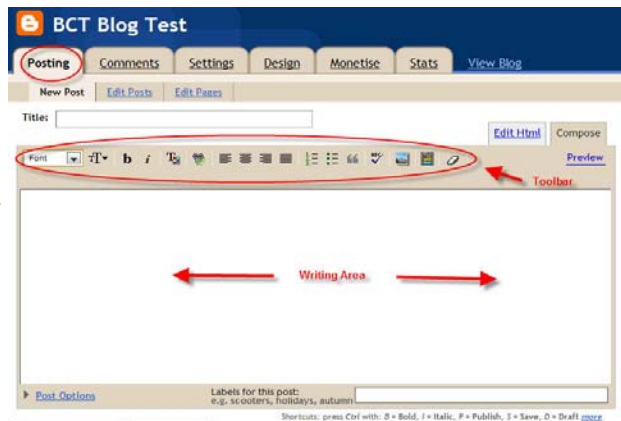 BCT Blog Test
Posting Comments Settings Design Monetise Stats View Blog
New Post Edit Posts Edit Pages
Title:
Edit Html Compose
Font T b i Preview
Toolbar
Writing Area
Post Options
Labels for this post:
e.g. scooters, holidays, autumn
Shortcuts: press Ctrl with: B = Bold, I = Italic, P = Publish, S = Save, D = Draft more